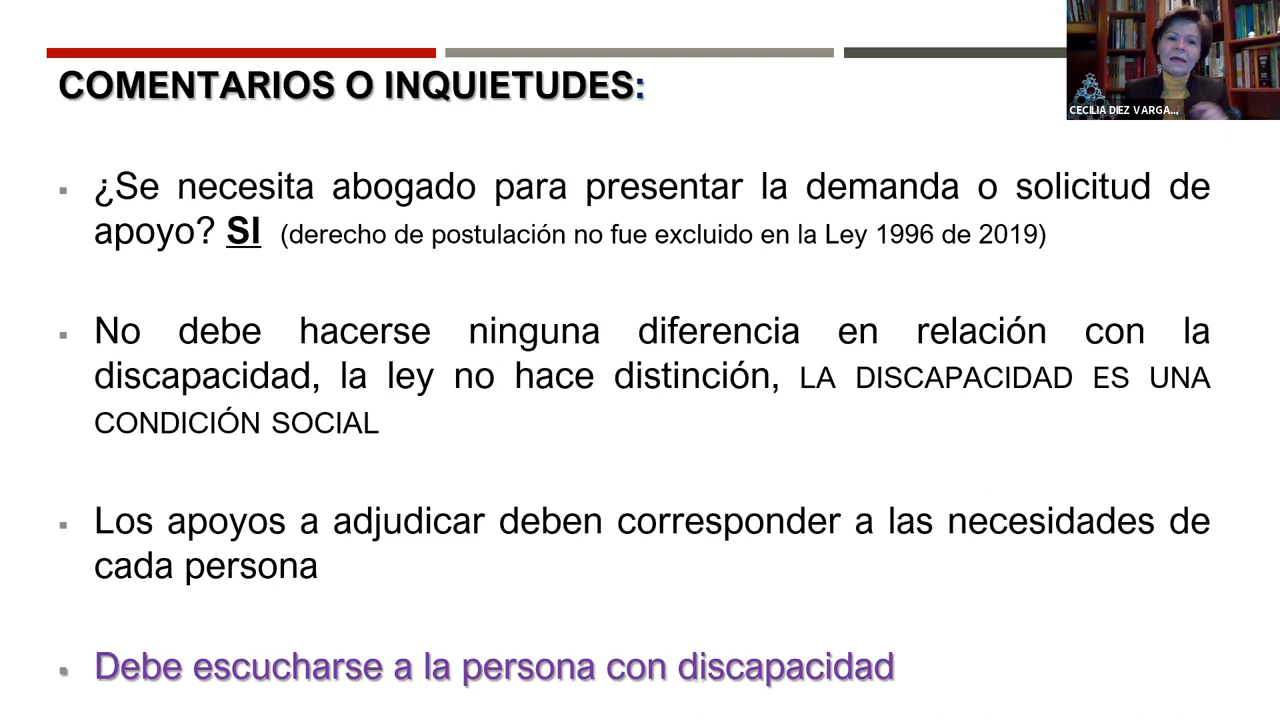 CECILIA DIEZ VARGA...
COMENTARIOS O INQUIETUDES:
▪ ¿Se necesita abogado para presentar la demanda o solicitud de
apoyo? SI (derecho de postulación no fue excluido en la Ley 1996 de 2019)
▪ No debe hacerse ninguna diferencia en relación con la
discapacidad, la ley no hace distinción, LA DISCAPACIDAD ES UNA
CONDICIÓN SOCIAL
▪ Los apoyos a adjudicar deben corresponder a las necesidades de
cada persona
▪ Debe escucharse a la persona con discapacidad